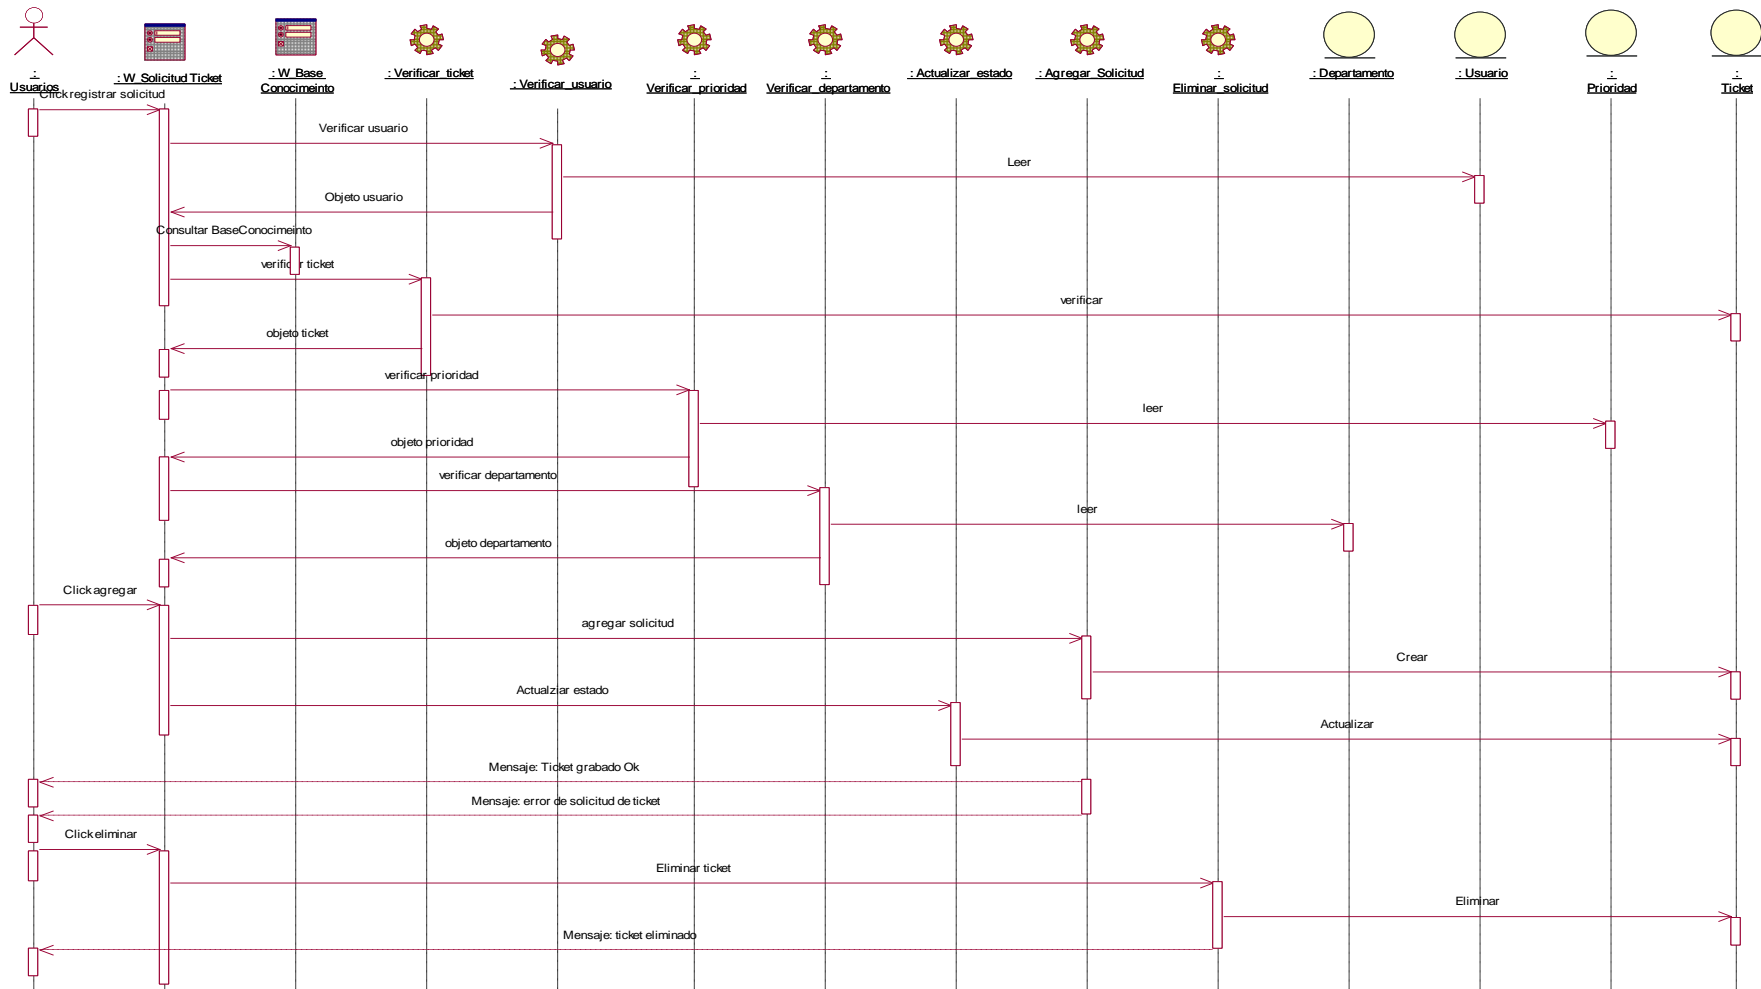 :
Usuarios
: W_Solicitud Ticket
: W_Base
Conocimeinto
: Verificar_ticket
: Verificar_usuario
:
Verificar_prioridad
:
Verificar_departamento
: Actualizar_estado
: Agregar_Solicitud
:
Eliminar_solicitud
: Departamento
: Usuario
:
Prioridad
:
Ticket
Click registrar solicitud
Verificar usuario
Leer
Objeto usuario
Consultar BaseConocimeinto
verificar ticket
verificar
objeto ticket
verificar prioridad
leer
objeto prioridad
verificar departamento
leer
objeto departamento
Click agregar
agregar solicitud
Crear
Actualziar estado
Actualizar
Mensaje: Ticket grabado Ok
Mensaje: error de solicitud de ticket
Click eliminar
Eliminar ticket
Eliminar
Mensaje: ticket eliminado